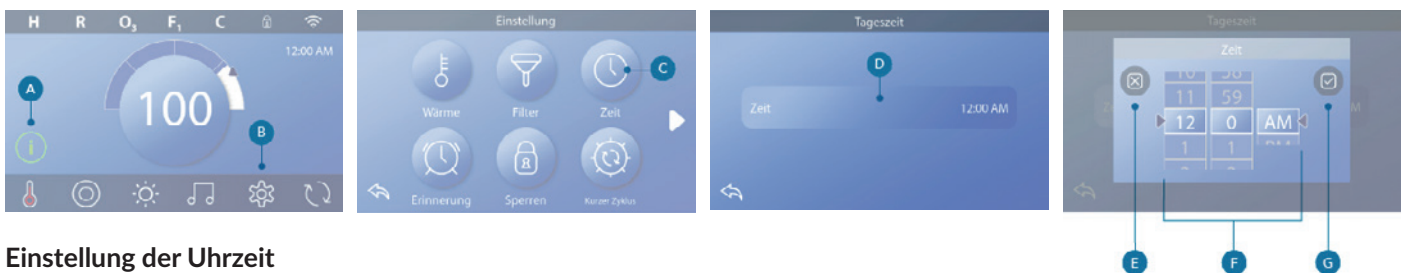 H R O₃ F₁ C
12:00 AM
A
100
B
Einstellung
C
Wärme Filter Zeit
Erinnerung Sperren Kurzer Zyklus
Tageszeit
D
Zeit 12:00 AM
Tageszeit
Zeit
11 59
12 0 AM
1 1
E F G
Einstellung der Uhrzeit